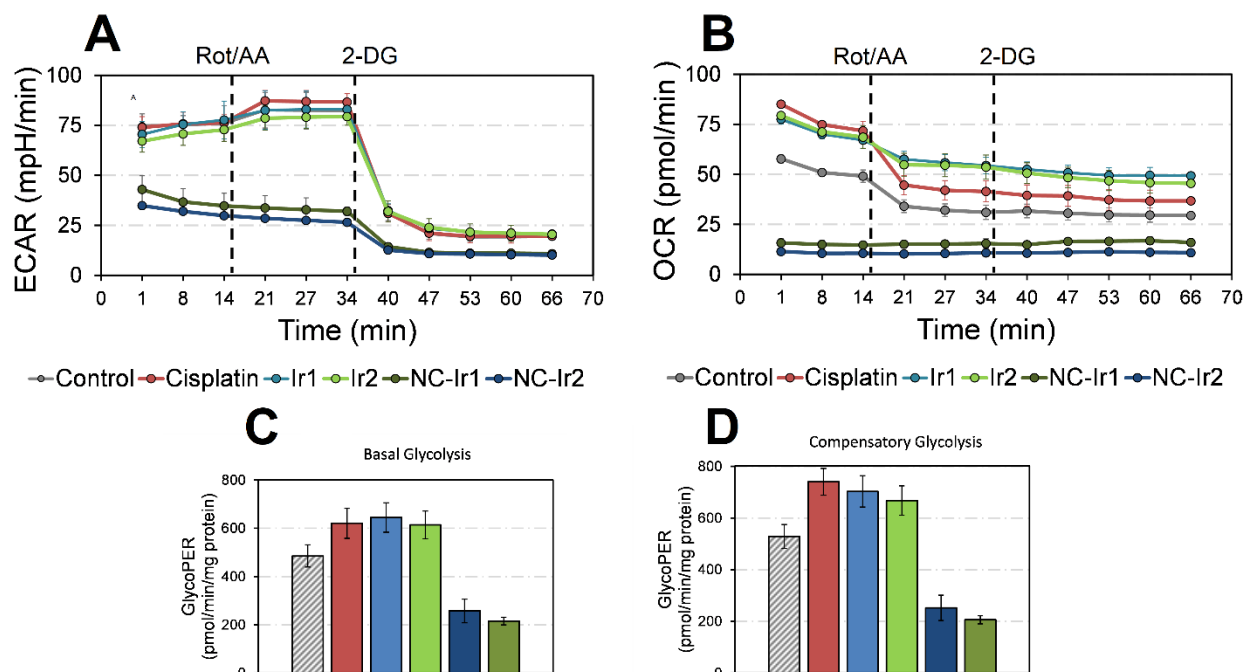 A
Rot/AA 2-DG
ECAR (mpH/min)
100
75
50
25
0
A
0 1 8 14 21 27 34 40 47 53 60 66 70
Time (min)
Control Cisplatin Ir1 Ir2 NC-Ir1 NC-Ir2
B
Rot/AA 2-DG
OCR (pmol/min)
100
75
50
25
0
0 1 8 14 21 27 34 40 47 53 60 66 70
Time (min)
Control Cisplatin Ir1 Ir2 NC-Ir1 NC-Ir2
C
Basal Glycolysis
GlycoPER
(pmol/min/mg protein)
800
600
400
200
0
D
Compensatory Glycolysis
GlycoPER
(pmol/min/mg protein)
800
600
400
200
0